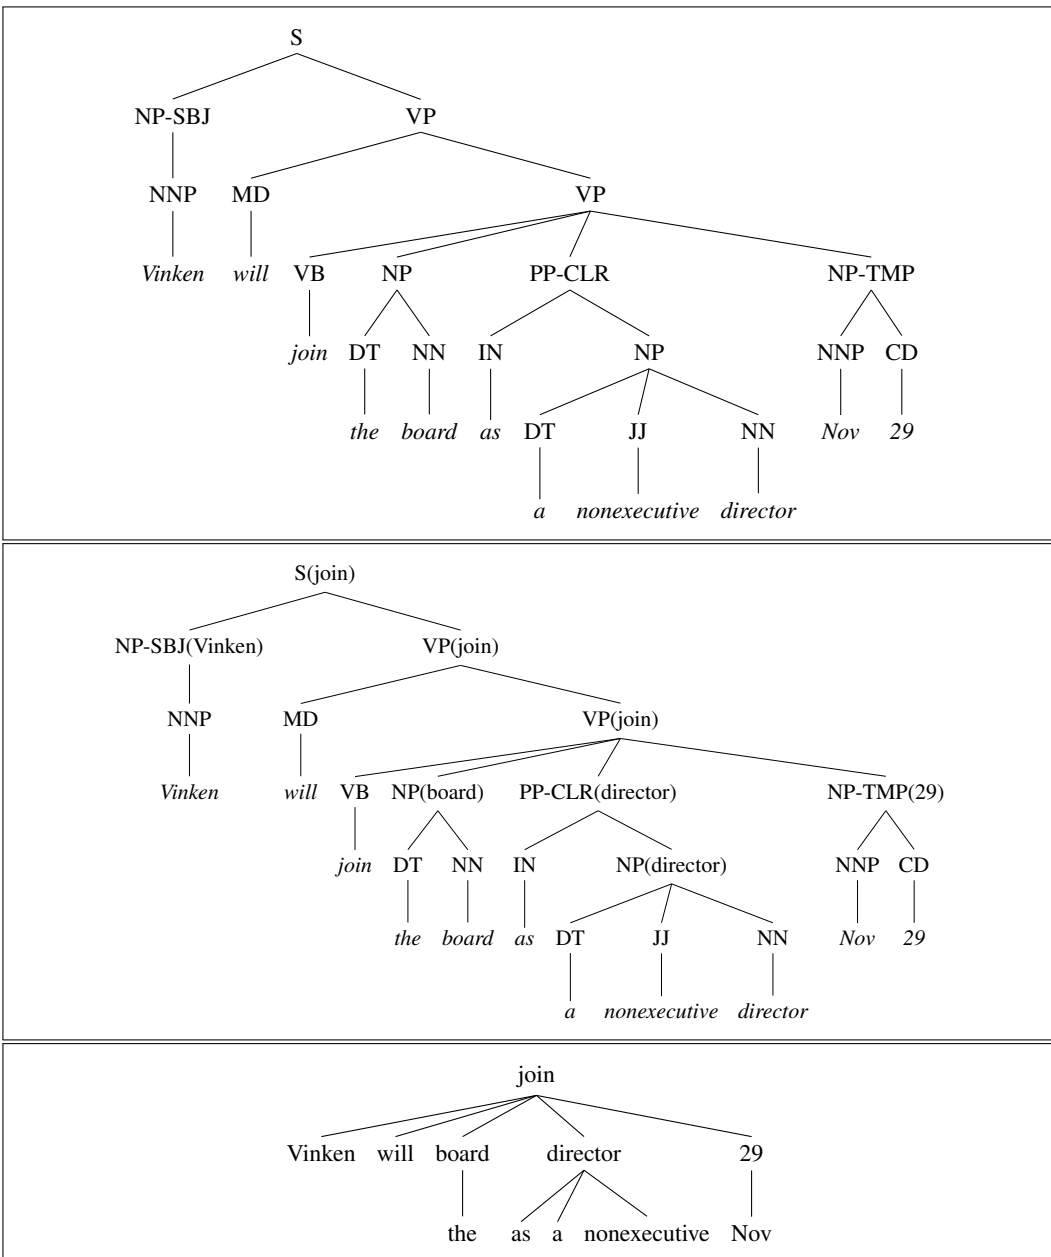 S
NP-SBJ VP
NNP MD VP
Vinken will VB NP PP-CLR NP-TMP
join DT NN IN NP NNP CD
the board as DT JJ NN Nov 29
a nonexecutive director
S(join)
NP-SBJ(Vinken) VP(join)
NNP MD VP(join)
Vinken will VB NP(board) PP-CLR(director) NP-TMP(29)
join DT NN IN NP(director) NNP CD
the board as DT JJ NN Nov 29
a nonexecutive director
join
Vinken will board director 29
the as a nonexecutive Nov